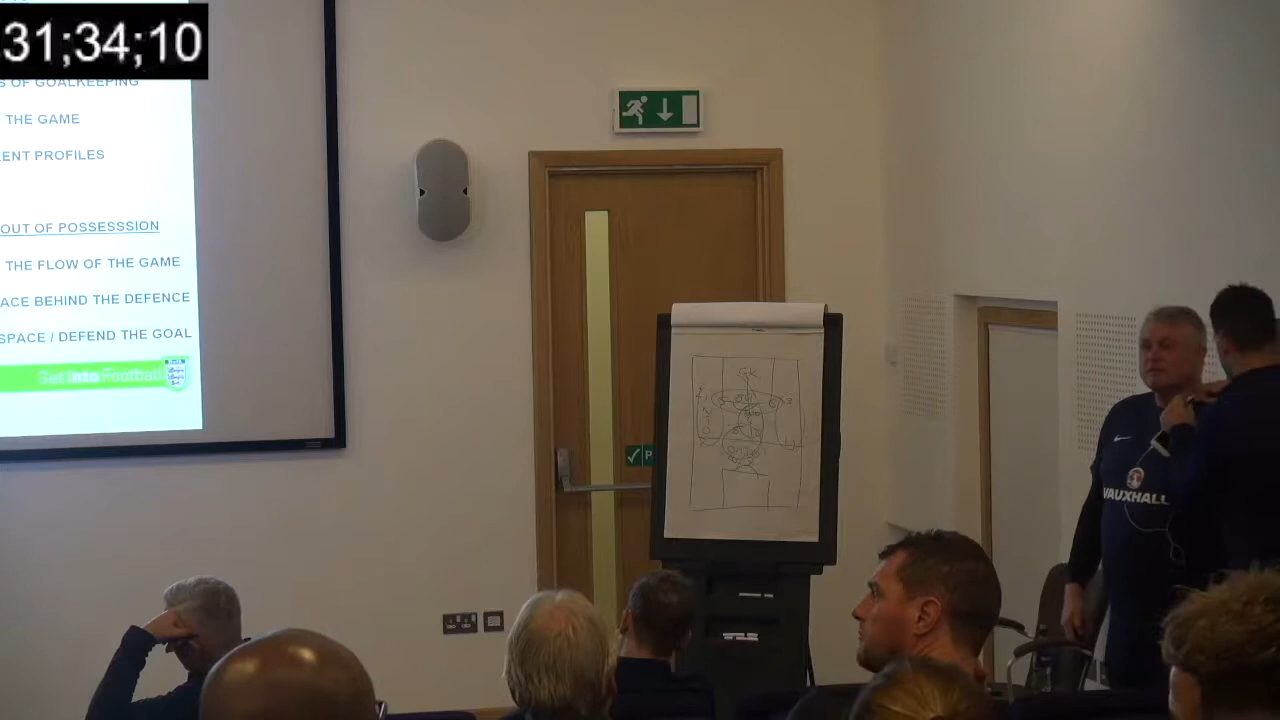 31;34;10
S OF GOALKEEPING
THE GAME
ENT PROFILES
OUT OF POSSESSSION
THE FLOW OF THE GAME
ACE BEHIND THE DEFENCE
SPACE / DEFEND THE GOAL
Get into Football
P
GK
VAUXHALL